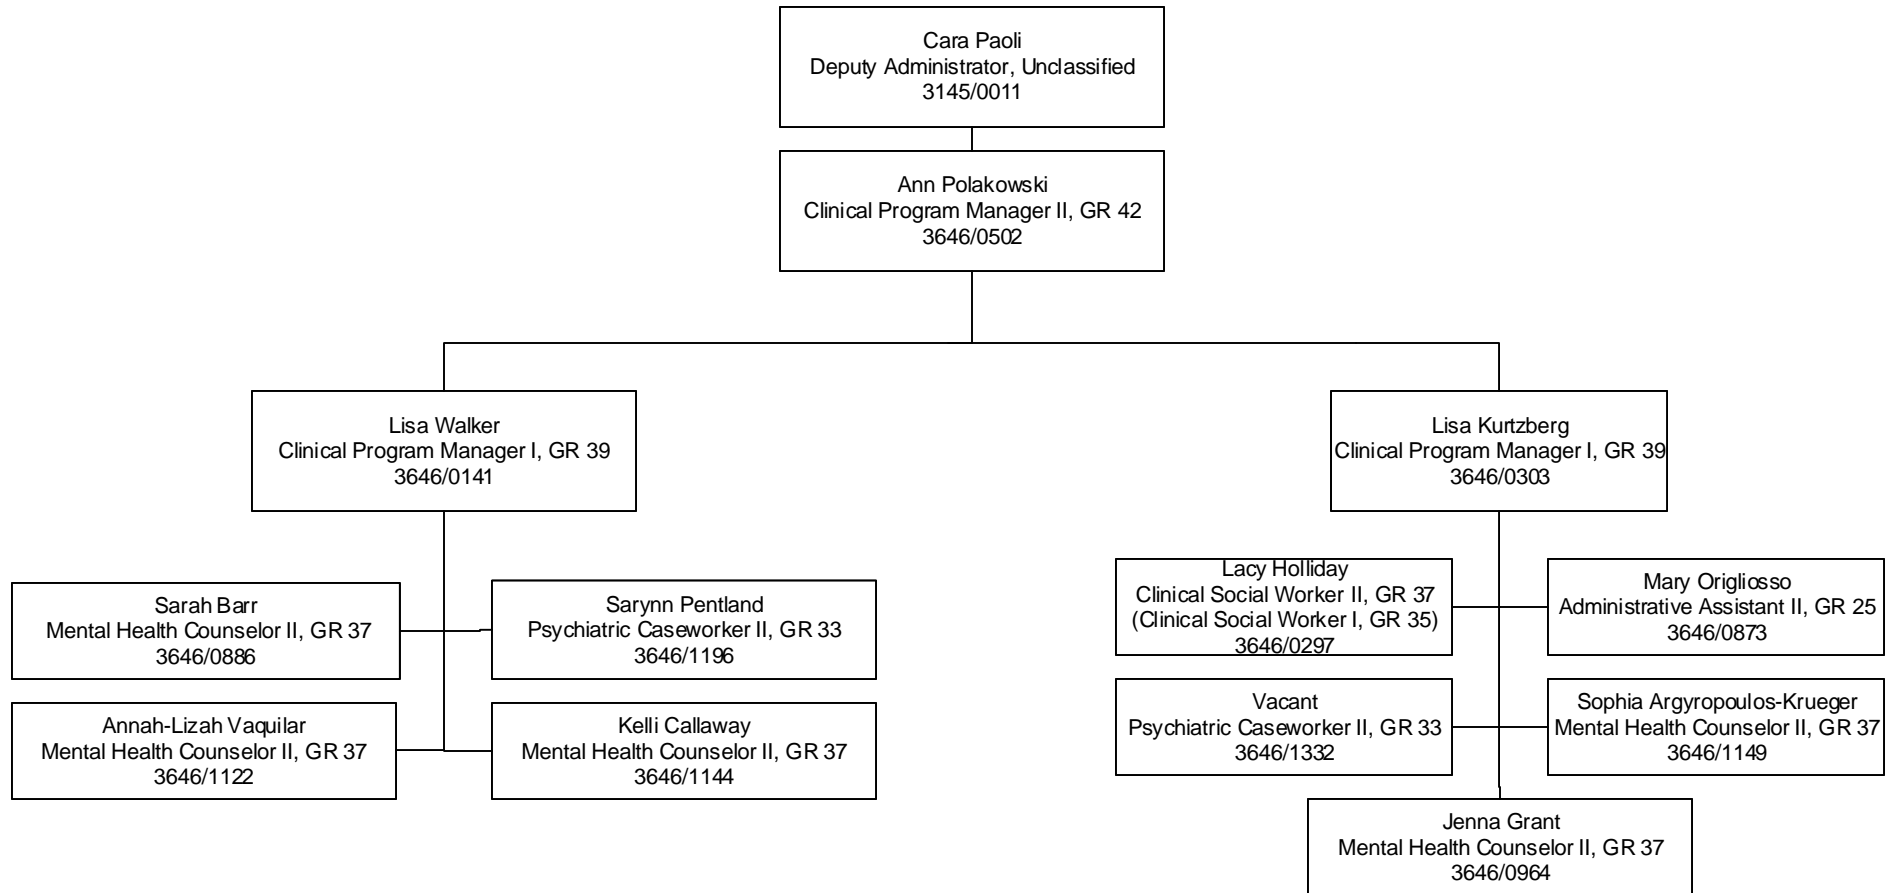 Cara Paoli
Deputy Administrator, Unclassified
3145/0011
Ann Polakowski
Clinical Program Manager II, GR 42
3646/0502
Lisa Walker
Clinical Program Manager I, GR 39
3646/0141
Lisa Kurtzberg
Clinical Program Manager I, GR 39
3646/0303
Sarah Barr
Mental Health Counselor II, GR 37
3646/0886
Sarynn Pentland
Psychiatric Caseworker II, GR 33
3646/1196
Annah-Lizah Vaquilar
Mental Health Counselor II, GR 37
3646/1122
Kelli Callaway
Mental Health Counselor II, GR 37
3646/1144
Lacy Holliday
Clinical Social Worker II, GR 37
(Clinical Social Worker I, GR 35)
3646/0297
Mary Origliosso
Administrative Assistant II, GR 25
3646/0873
Vacant
Psychiatric Caseworker II, GR 33
3646/1332
Sophia Argyropoulos-Krueger
Mental Health Counselor II, GR 37
3646/1149
Jenna Grant
Mental Health Counselor II, GR 37
3646/0964